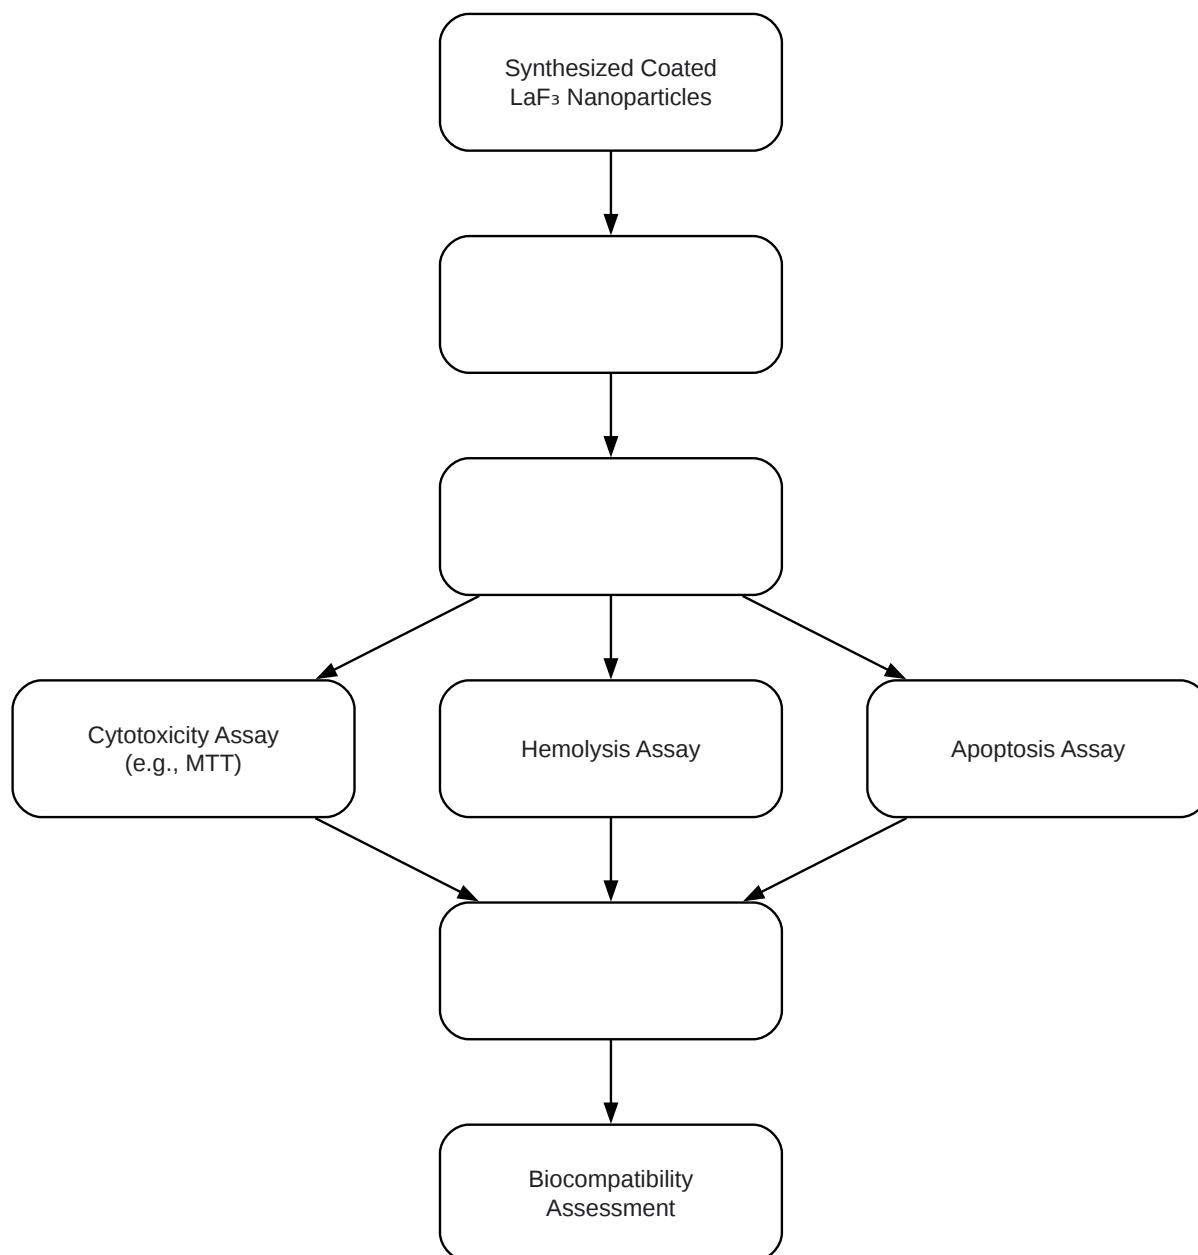 Synthesized Coated
LaF₃ Nanoparticles
Cytotoxicity Assay
(e.g., MTT)
Hemolysis Assay
Apoptosis Assay
Biocompatibility
Assessment